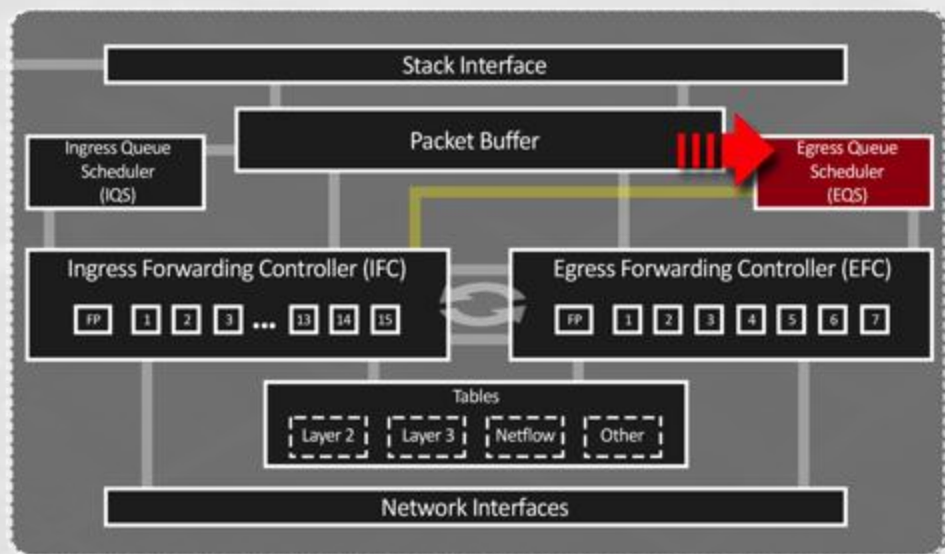 Stack Interface
Packet Buffer
Ingress Queue
Scheduler
(IQS)
Egress Queue
Scheduler
(EQS)
Ingress Forwarding Controller (IFC)
FP 1 2 3 ... 13 14 15
Egress Forwarding Controller (EFC)
FP 1 2 3 4 5 6 7
Tables
Layer 2 Layer 3 Netflow Other
Network Interfaces